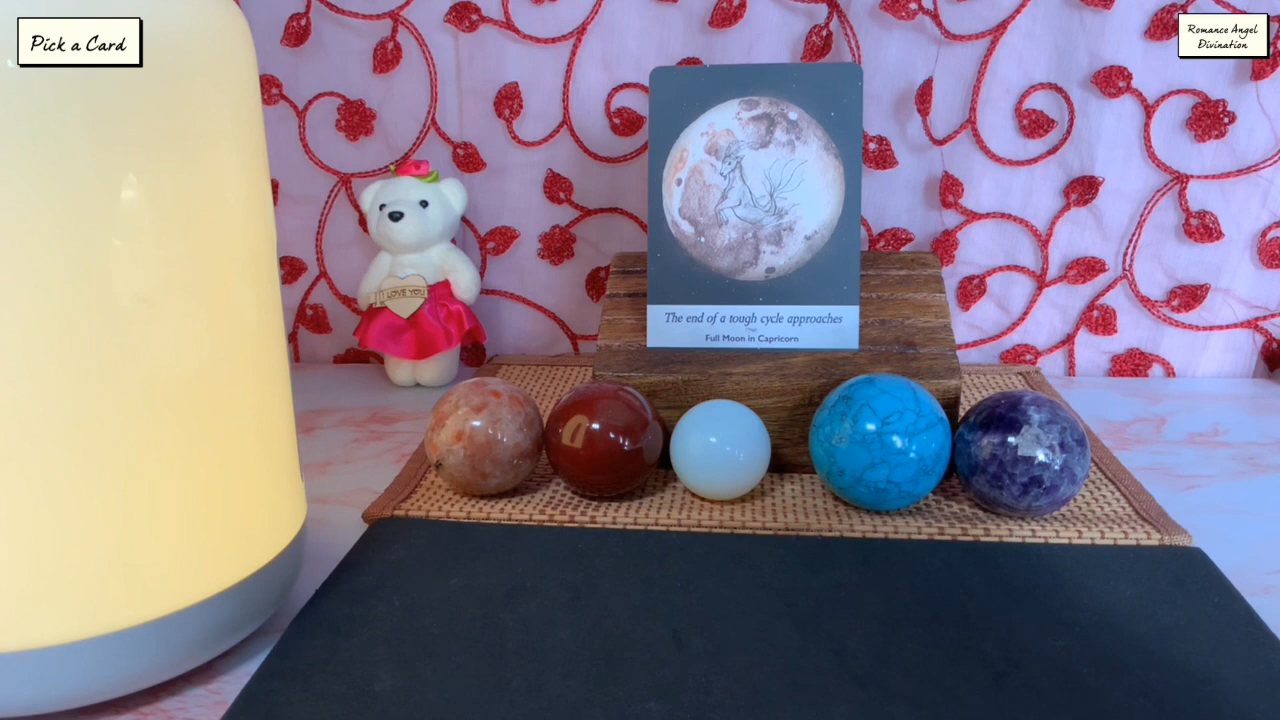 Pick a Card
Romance Angel
Divination
The end of a tough cycle approaches
Full Moon in Capricorn
I LOVE YOU